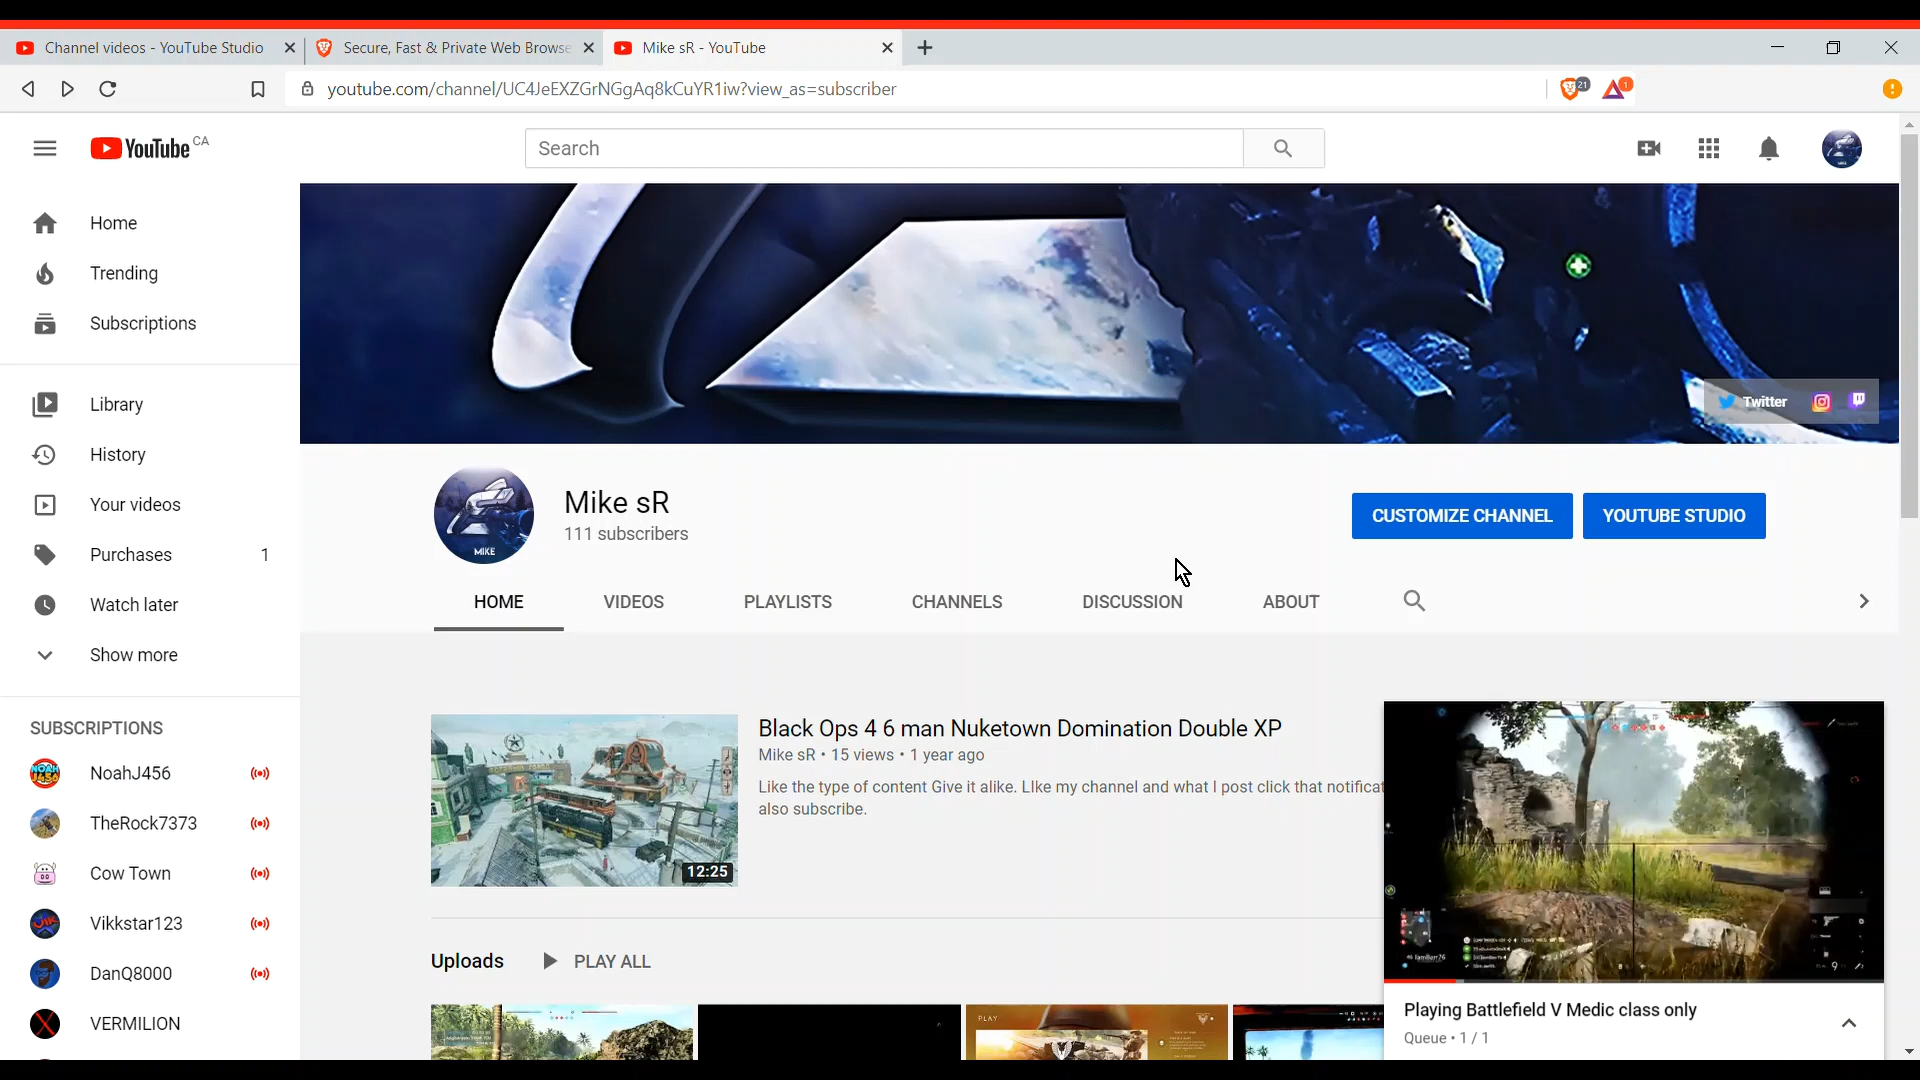 Channel videos - YouTube Studio
Secure, Fast & Private Web Browse
Mike sR - YouTube
youtube.com/channel/UC4JeEXZGrNGgAq8kCuYR1iw?view_as=subscriber
21
1
YouTube CA
Search
Home
Trending
Subscriptions
Library
History
Your videos
Purchases 1
Watch later
Show more
SUBSCRIPTIONS
NoahJ456
TheRock7373
Cow Town
Vikkstar123
DanQ8000
VERMILION
Twitter
MIKE
Mike sR
111 subscribers
CUSTOMIZE CHANNEL
YOUTUBE STUDIO
HOME
VIDEOS
PLAYLISTS
CHANNELS
DISCUSSION
ABOUT
12:25
Black Ops 4 6 man Nuketown Domination Double XP
Mike sR • 15 views • 1 year ago
Like the type of content Give it alike. LIke my channel and what I post click that notificat
also subscribe.
Uploads
PLAY ALL
PLAY
Playing Battlefield V Medic class only
Queue • 1 / 1